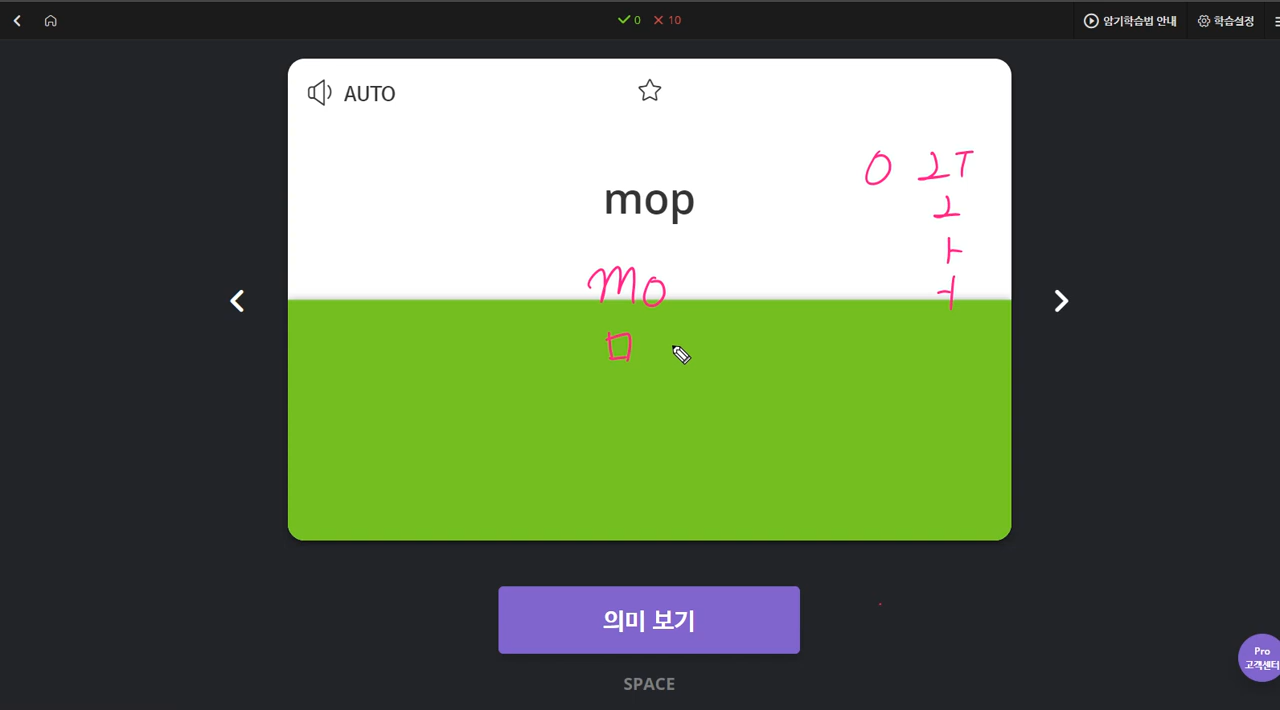 0 10 암기학습법 안내 학습설정
AUTO
mop
O ㅗㅜ
ㅗ
ㅏ
ㅓ
mo
ㅁ
의미 보기
SPACE
Pro
고객센터